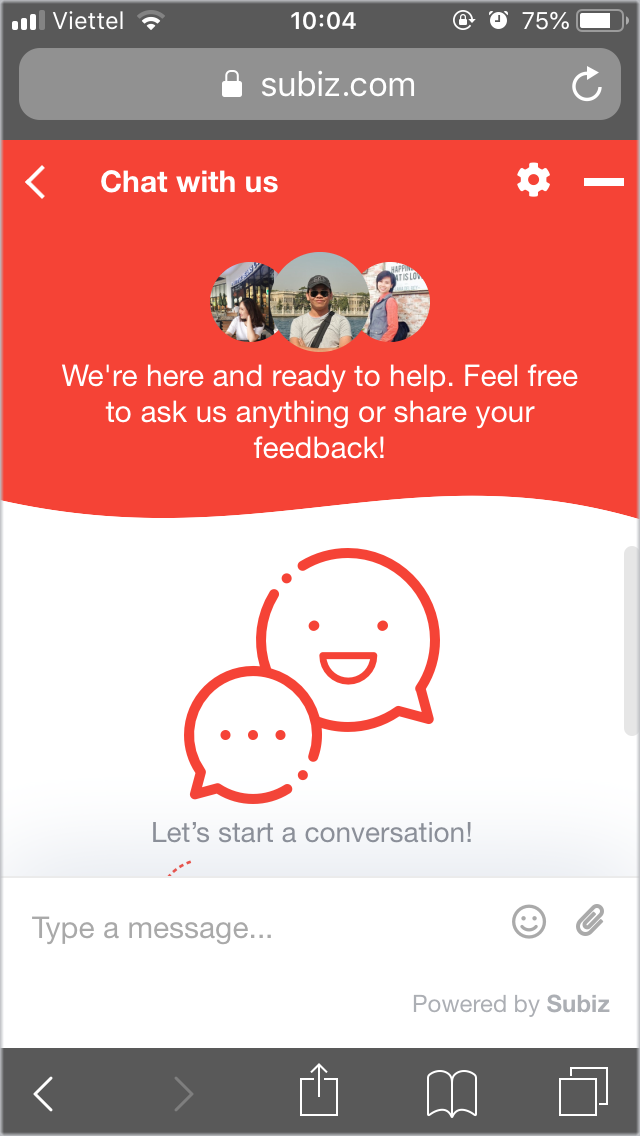 Viettel 10:04 75%
subiz.com
Chat with us
We're here and ready to help. Feel free
to ask us anything or share your
feedback!
Let’s start a conversation!
Type a message...
Powered by Subiz